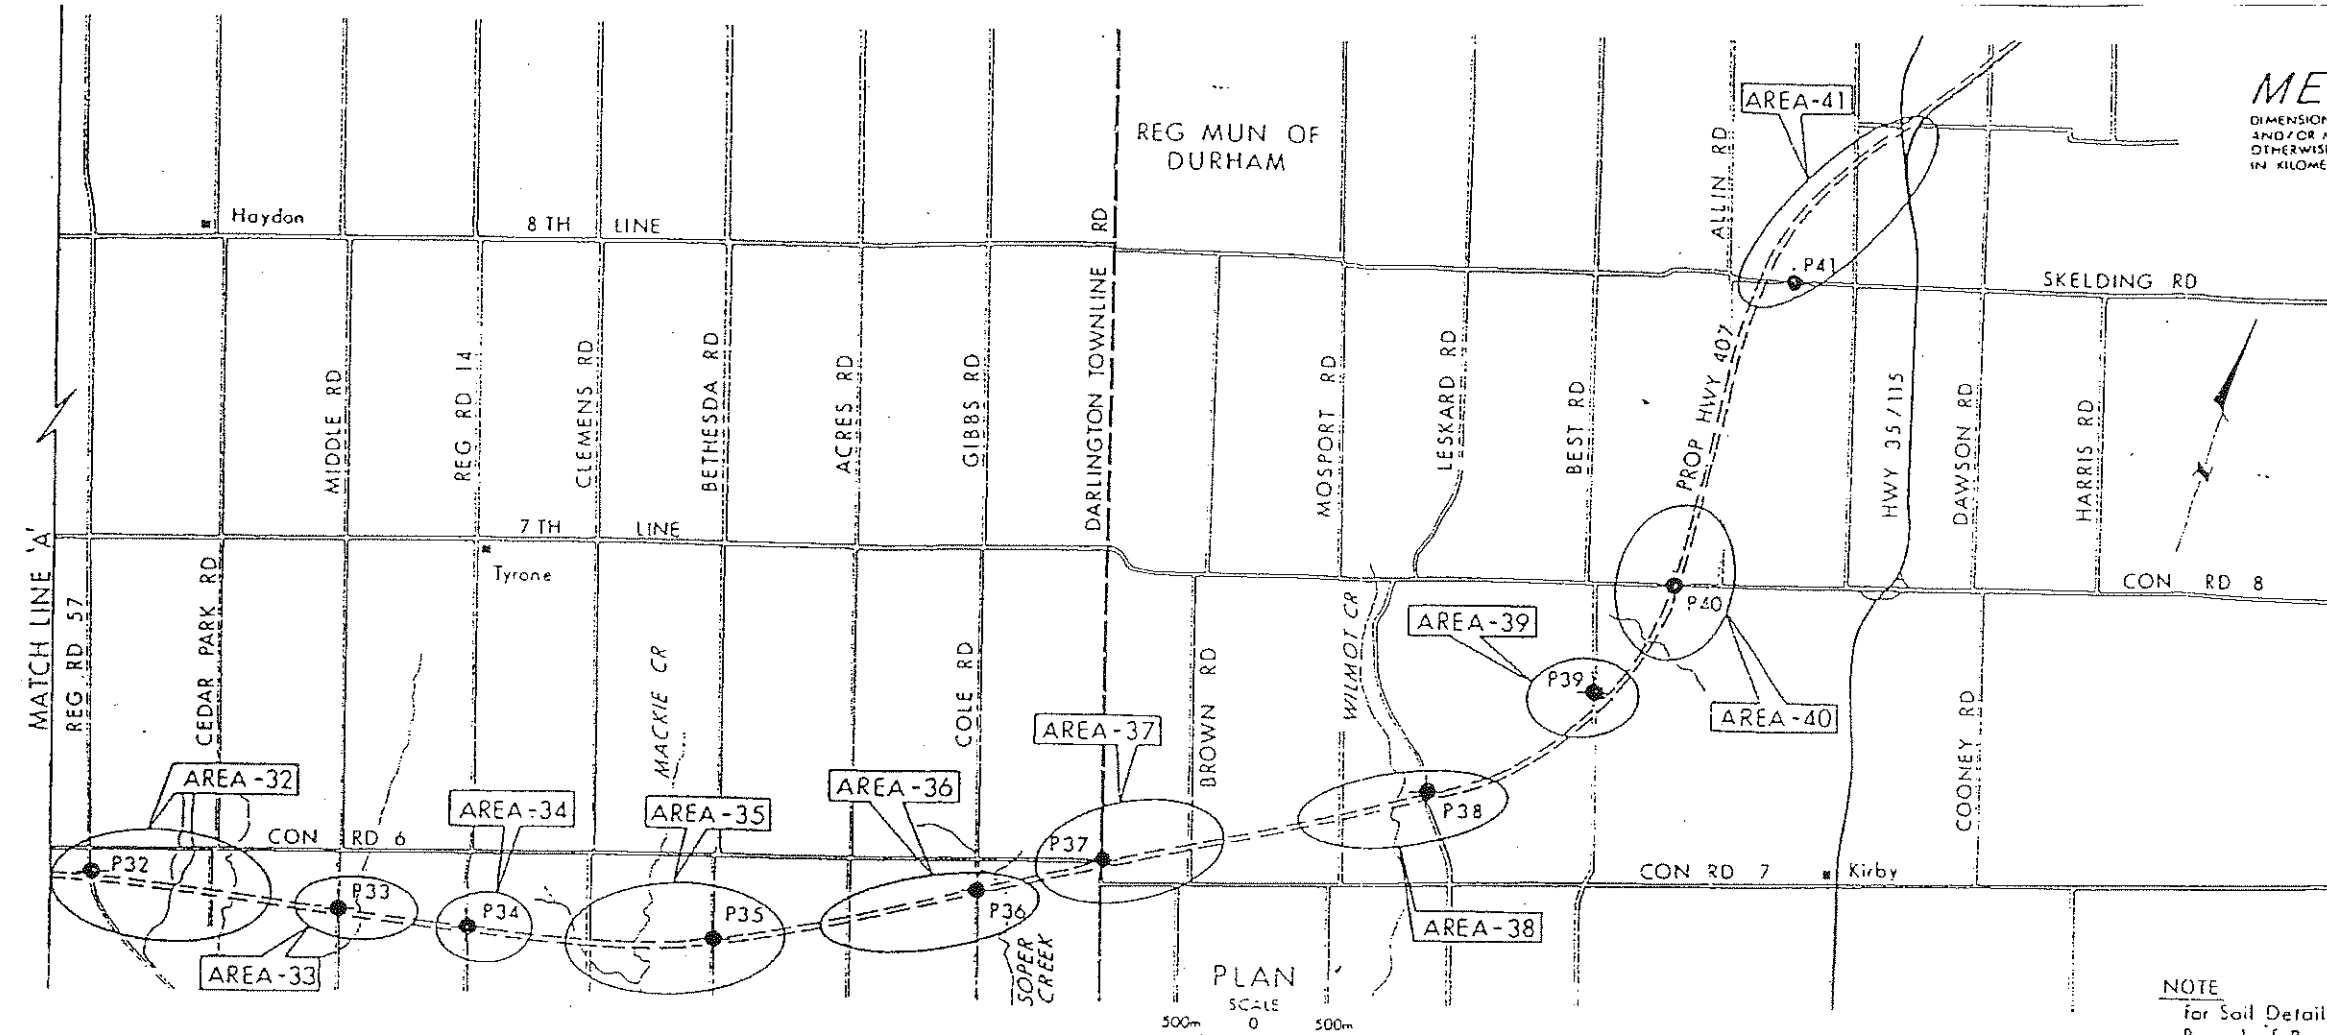 ME
DIMENSION
AND/OR
OTHERWISE
IN KILOME
AREA-41
REG MUN OF
DURHAM
ALLIN RD
Haydon
8 TH LINE
P41
SKELDING RD
MIDDLE RD
REG RD 14
CLEMENS RD
BETHESDA RD
ACRES RD
GIBBS RD
DARLINGTON TOWNLINE RD
MOSPORT RD
LESKARD RD
BEST RD
PROP HWY 407
HWY 35/115
DAWSON RD
HARRIS RD
N
7 TH LINE
Tyrone
CON RD 8
MATCH LINE 'A'
REG RD 57
CEDAR PARK RD
MACKIE CR
COLE RD
BROWN RD
WILMOT CR
AREA-39
P40
P39
AREA-40
COONEY RD
AREA-37
AREA-32
AREA-34
AREA-35
AREA-36
CON RD 6
P32
P33
P34
P35
P36
P37
P38
CON RD 7
Kirby
AREA-33
AREA-38
SOPER
CREEK
PLAN
SCALE
500m 0 500m
NOTE
For Soil Detail